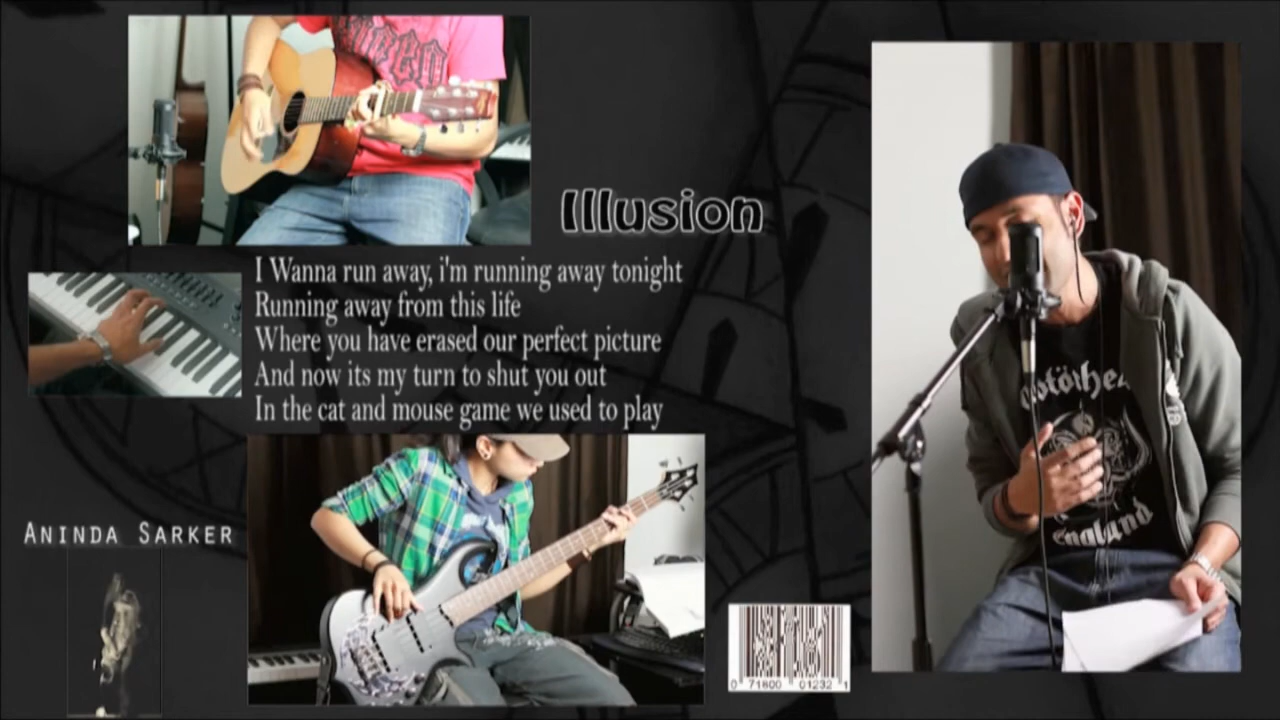 Illusion
I Wanna run away, i'm running away tonight
Running away from this life
Where you have erased our perfect picture
And now its my turn to shut you out
In the cat and mouse game we used to play
ANINDA SARKER
england
0 71800 01232 1